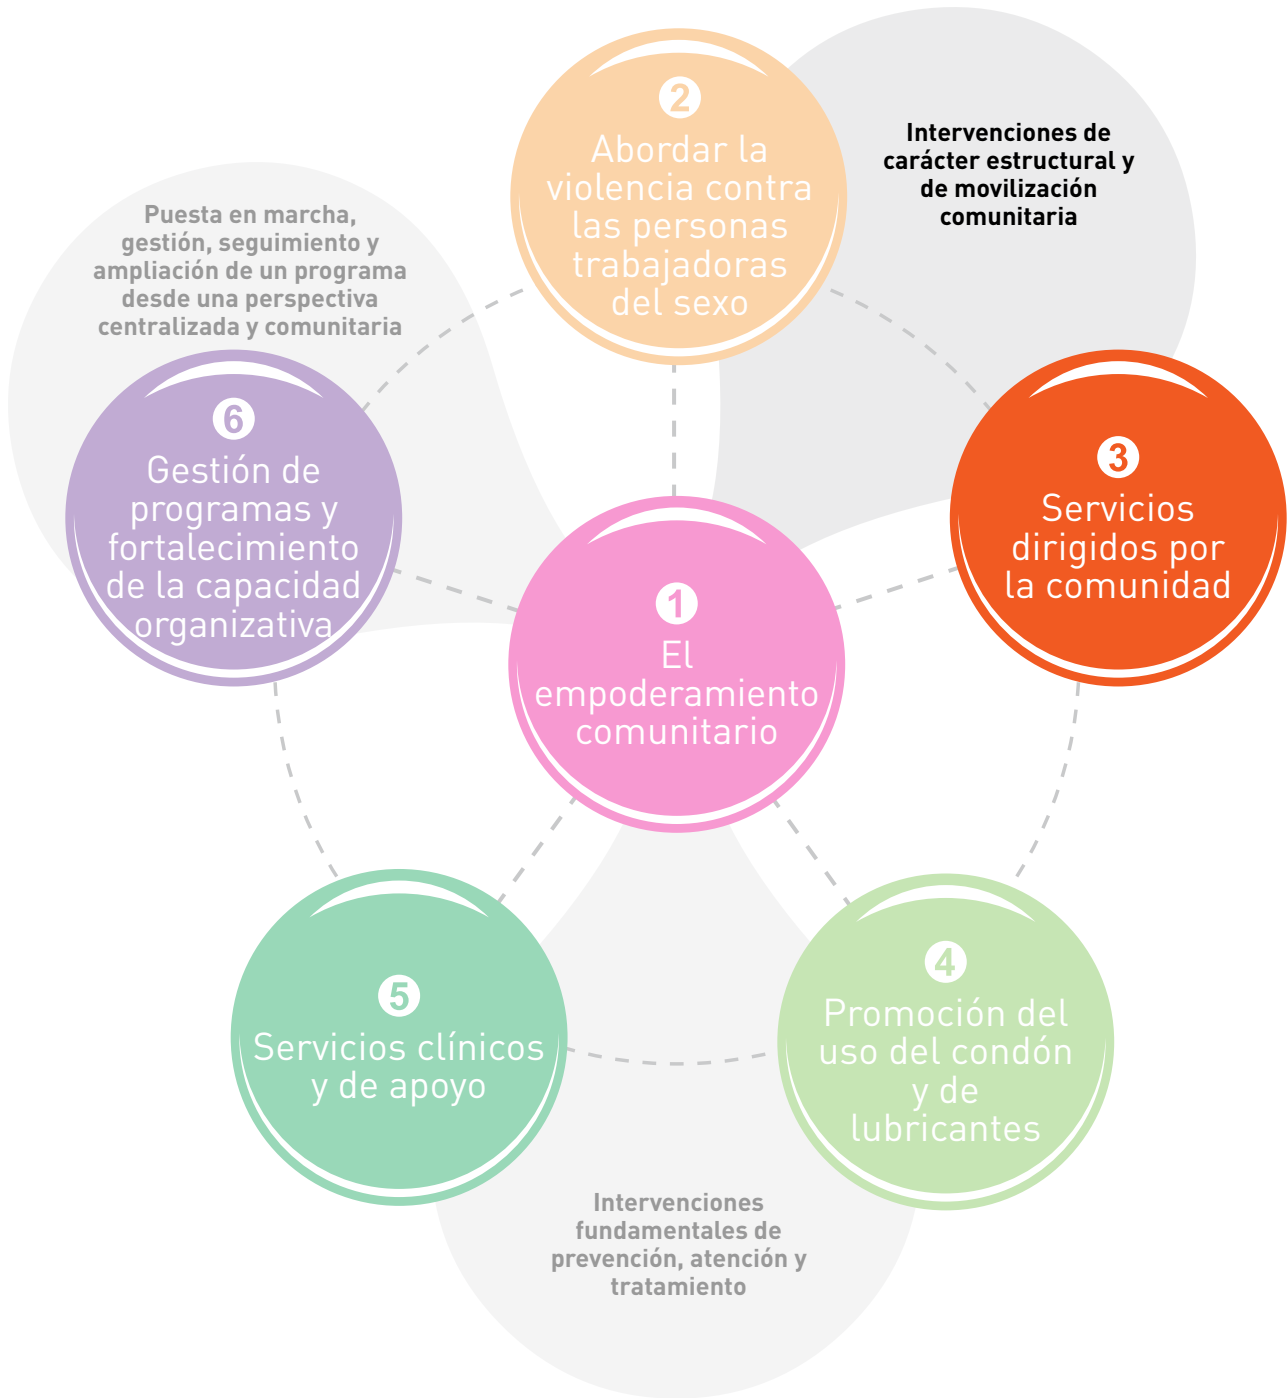 2
Abordar la
violencia contra
las personas
trabajadoras
del sexo
Intervenciones de
carácter estructural y
de movilización
comunitaria
Puesta en marcha,
gestión, seguimiento y
ampliación de un programa
desde una perspectiva
centralizada y comunitaria
6
Gestión de
programas y
fortalecimiento
de la capacidad
organizativa
3
Servicios
dirigidos por
la comunidad
1
El
empoderamiento
comunitario
5
Servicios clínicos
y de apoyo
4
Promoción del
uso del condón
y de
lubricantes
Intervenciones
fundamentales de
prevención, atención y
tratamiento